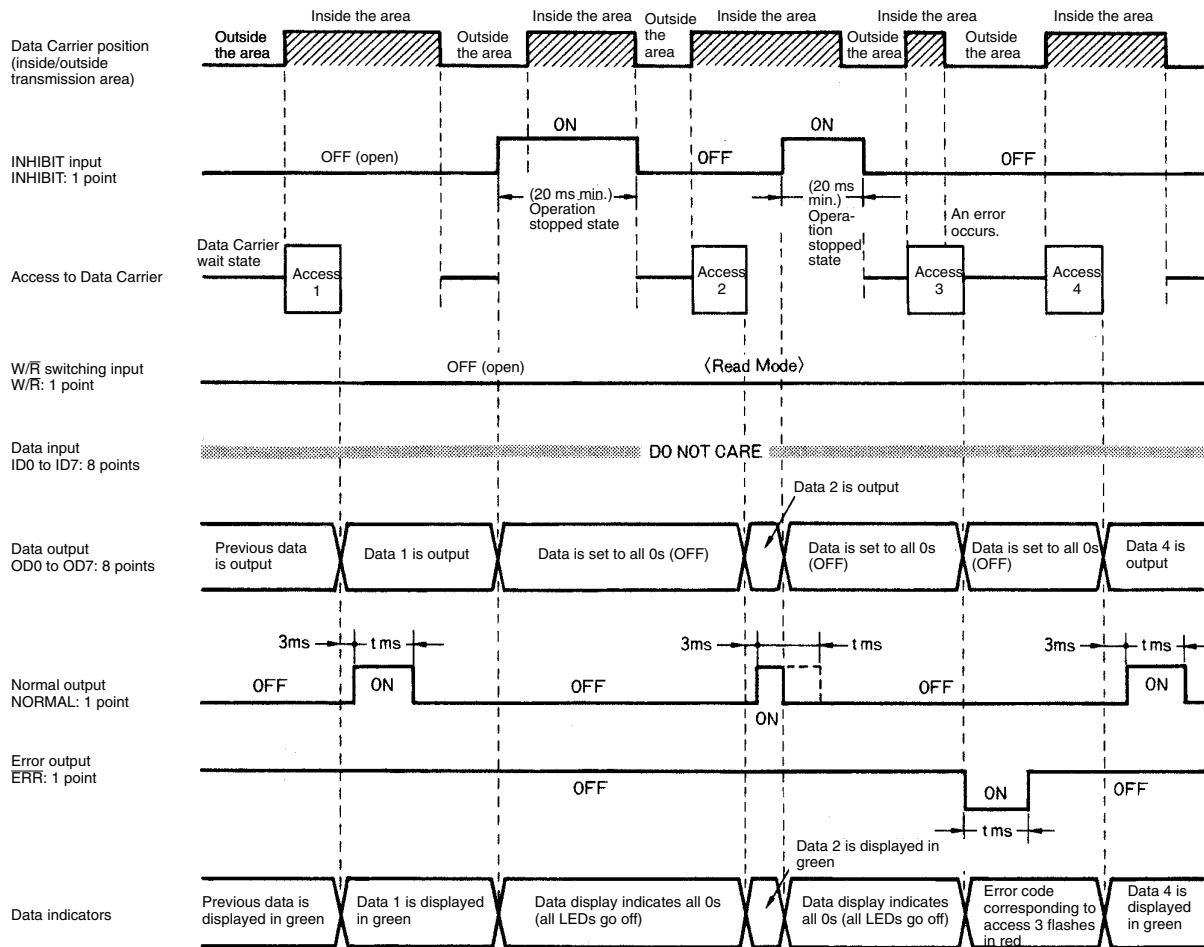 Inside the area
Inside the area
Outside
the
area
Inside the area
Inside the area
Inside the area
Data Carrier position
(inside/outside
transmission area)
Outside
the area
Outside
the area
Outside
the area
Outside
the area
INHIBIT input
INHIBIT: 1 point
OFF (open)
ON
OFF
ON
OFF
(20 ms min.)
Operation
stopped state
(20 ms
min.)
Opera-
tion
stopped
state
An error
occurs.
Access to Data Carrier
Data Carrier
wait state
Access
1
Access
2
Access
3
Access
4
W/R̅ switching input
W/R̅: 1 point
OFF (open)
〈Read Mode〉
Data input
ID0 to ID7: 8 points
DO NOT CARE
Data 2 is output
Data output
OD0 to OD7: 8 points
Previous data
is output
Data 1 is output
Data is set to all 0s (OFF)
Data is set to all 0s
(OFF)
Data is set to all 0s
(OFF)
Data 4 is
output
3ms
t ms
3ms
t ms
3ms
t ms
Normal output
NORMAL: 1 point
OFF
ON
OFF
ON
OFF
ON
Error output
E̅R̅R̅: 1 point
OFF
ON
OFF
t ms
Data 2 is displayed in
green
Data indicators
Previous data is
displayed in green
Data 1 is displayed
in green
Data display indicates all 0s
(all LEDs go off)
Data display indicates
all 0s (all LEDs go off)
Error code
corresponding to
access 3 flashes
in red
Data 4 is
displayed
in green